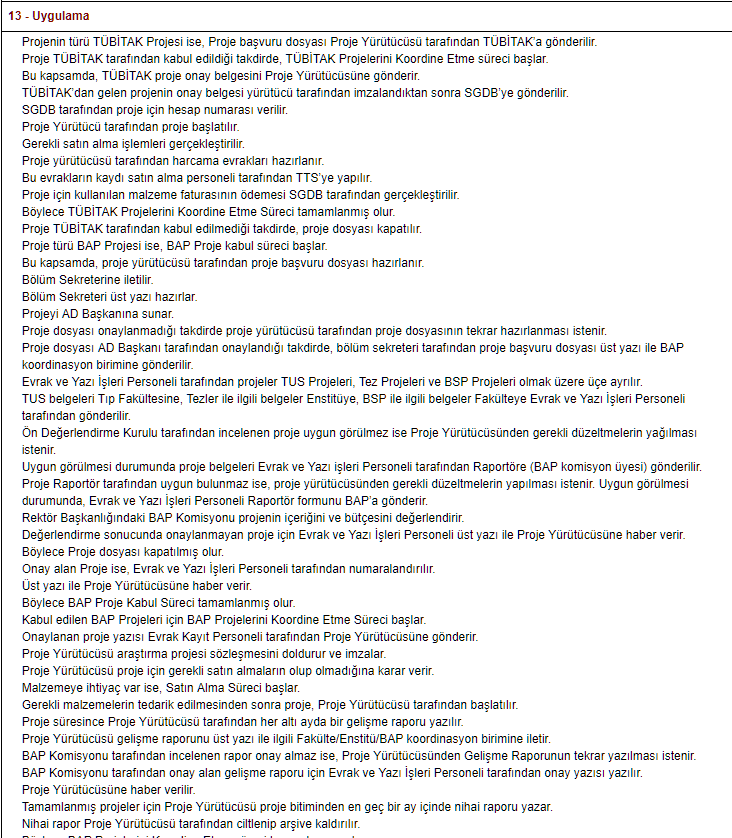 13 - Uygulama
Projenin türü TÜBİTAK Projesi ise, Proje başvuru dosyası Proje Yürütücüsü tarafından TÜBİTAK'a gönderilir.
Proje TÜBİTAK tarafından kabul edildiği takdirde, TÜBİTAK Projelerini Koordine Etme süreci başlar.
Bu kapsamda, TÜBİTAK proje onay belgesini Proje Yürütücüsüne gönderir.
TÜBİTAK'dan gelen projenin onay belgesi yürütücü tarafından imzalandıktan sonra SGDB'ye gönderilir.
SGDB tarafından proje için hesap numarası verilir.
Proje Yürütücü tarafından proje başlatılır.
Gerekli satın alma işlemleri gerçekleştirilir.
Proje yürütücüsü tarafından harcama evrakları hazırlanır.
Bu evrakların kaydı satın alma personeli tarafından TTS'ye yapılır.
Proje için kullanılan malzeme faturasının ödemesi SGDB tarafından gerçekleştirilir.
Böylece TÜBİTAK Projelerini Koordine Etme Süreci tamamlanmış olur.
Proje TÜBİTAK tarafından kabul edilmediği takdirde, proje dosyası kapatılır.
Proje türü BAP Projesi ise, BAP Proje kabul süreci başlar.
Bu kapsamda, proje yürütücüsü tarafından proje başvuru dosyası hazırlanır.
Bölüm Sekreterine iletilir.
Bölüm Sekreteri üst yazı hazırlar.
Projeyi AD Başkanına sunar.
Proje dosyası onaylanmadığı takdirde proje yürütücüsü tarafından proje dosyasının tekrar hazırlanması istenir.
Proje dosyası AD Başkanı tarafından onaylandığı takdirde, bölüm sekreteri tarafından proje başvuru dosyası üst yazı ile BAP
koordinasyon birimine gönderilir.
Evrak ve Yazı İşleri Personeli tarafından projeler TUS Projeleri, Tez Projeleri ve BSP Projeleri olmak üzere üçe ayrılır.
TUS belgeleri Tıp Fakültesine, Tezler ile ilgili belgeler Enstitüye, BSP ile ilgili belgeler Fakülteye Evrak ve Yazı İşleri Personeli
tarafından gönderilir.
Ön Değerlendirme Kurulu tarafından incelenen proje uygun görülmez ise Proje Yürütücüsünden gerekli düzeltmelerin yağılması
istenir.
Uygun görülmesi durumunda proje belgeleri Evrak ve Yazı işleri Personeli tarafından Raportöre (BAP komisyon üyesi) gönderilir.
Proje Raportör tarafından uygun bulunmaz ise, proje yürütücüsünden gerekli düzeltmelerin yapılması istenir. Uygun görülmesi
durumunda, Evrak ve Yazı İşleri Personeli Raportör formunu BAP'a gönderir.
Rektör Başkanlığındaki BAP Komisyonu projenin içeriğini ve bütçesini değerlendirir.
Değerlendirme sonucunda onaylanmayan proje için Evrak ve Yazı İşleri Personeli üst yazı ile Proje Yürütücüsüne haber verir.
Böylece Proje dosyası kapatılmış olur.
Onay alan Proje ise, Evrak ve Yazı İşleri Personeli tarafından numaralandırılır.
Üst yazı ile Proje Yürütücüsüne haber verir.
Böylece BAP Proje Kabul Süreci tamamlanmış olur.
Kabul edilen BAP Projeleri için BAP Projelerini Koordine Etme Süreci başlar.
Onaylanan proje yazısı Evrak Kayıt Personeli tarafından Proje Yürütücüsüne gönderir.
Proje Yürütücüsü araştırma projesi sözleşmesini doldurur ve imzalar.
Proje Yürütücüsü proje için gerekli satın almaların olup olmadığına karar verir.
Malzemeye ihtiyaç var ise, Satın Alma Süreci başlar.
Gerekli malzemelerin tedarik edilmesinden sonra proje, Proje Yürütücüsü tarafından başlatılır.
Proje süresince Proje Yürütücüsü tarafından her altı ayda bir gelişme raporu yazılır.
Proje Yürütücüsü gelişme raporunu üst yazı ile ilgili Fakülte/Enstitü/BAP koordinasyon birimine iletir.
BAP Komisyonu tarafından incelenen rapor onay almaz ise, Proje Yürütücüsünden Gelişme Raporunun tekrar yazılması istenir.
BAP Komisyonu tarafından onay alan gelişme raporu için Evrak ve Yazı İşleri Personeli tarafından onay yazısı yazılır.
Proje Yürütücüsüne haber verilir.
Tamamlanmış projeler için Proje Yürütücüsü proje bitiminden en geç bir ay içinde nihai raporu yazar.
Nihai rapor Proje Yürütücüsü tarafından ciltlenip arşive kaldırılır.